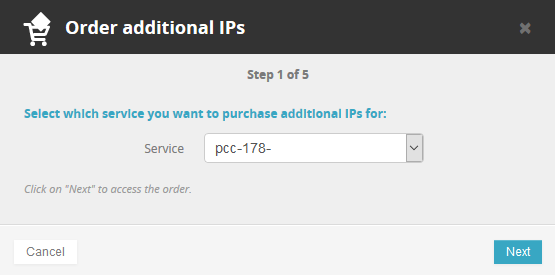 Order additional IPs
Step 1 of 5
Select which service you want to purchase additional IPs for:
Service pcc-178-
Click on "Next" to access the order.
Cancel Next